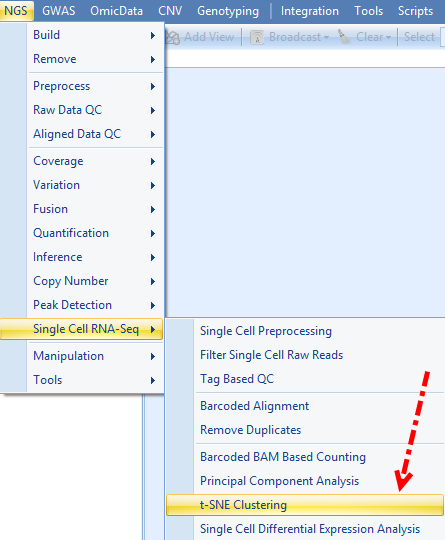 NGS GWAS OmicData CNV Genotyping Integration Tools Scripts
Add View Broadcast Clear Select
Build
Remove
Preprocess
Raw Data QC
Aligned Data QC
Coverage
Variation
Fusion
Quantification
Inference
Copy Number
Peak Detection
Single Cell RNA-Seq
Manipulation
Tools
Single Cell Preprocessing
Filter Single Cell Raw Reads
Tag Based QC
Barcoded Alignment
Remove Duplicates
Barcoded BAM Based Counting
Principal Component Analysis
t-SNE Clustering
Single Cell Differential Expression Analysis